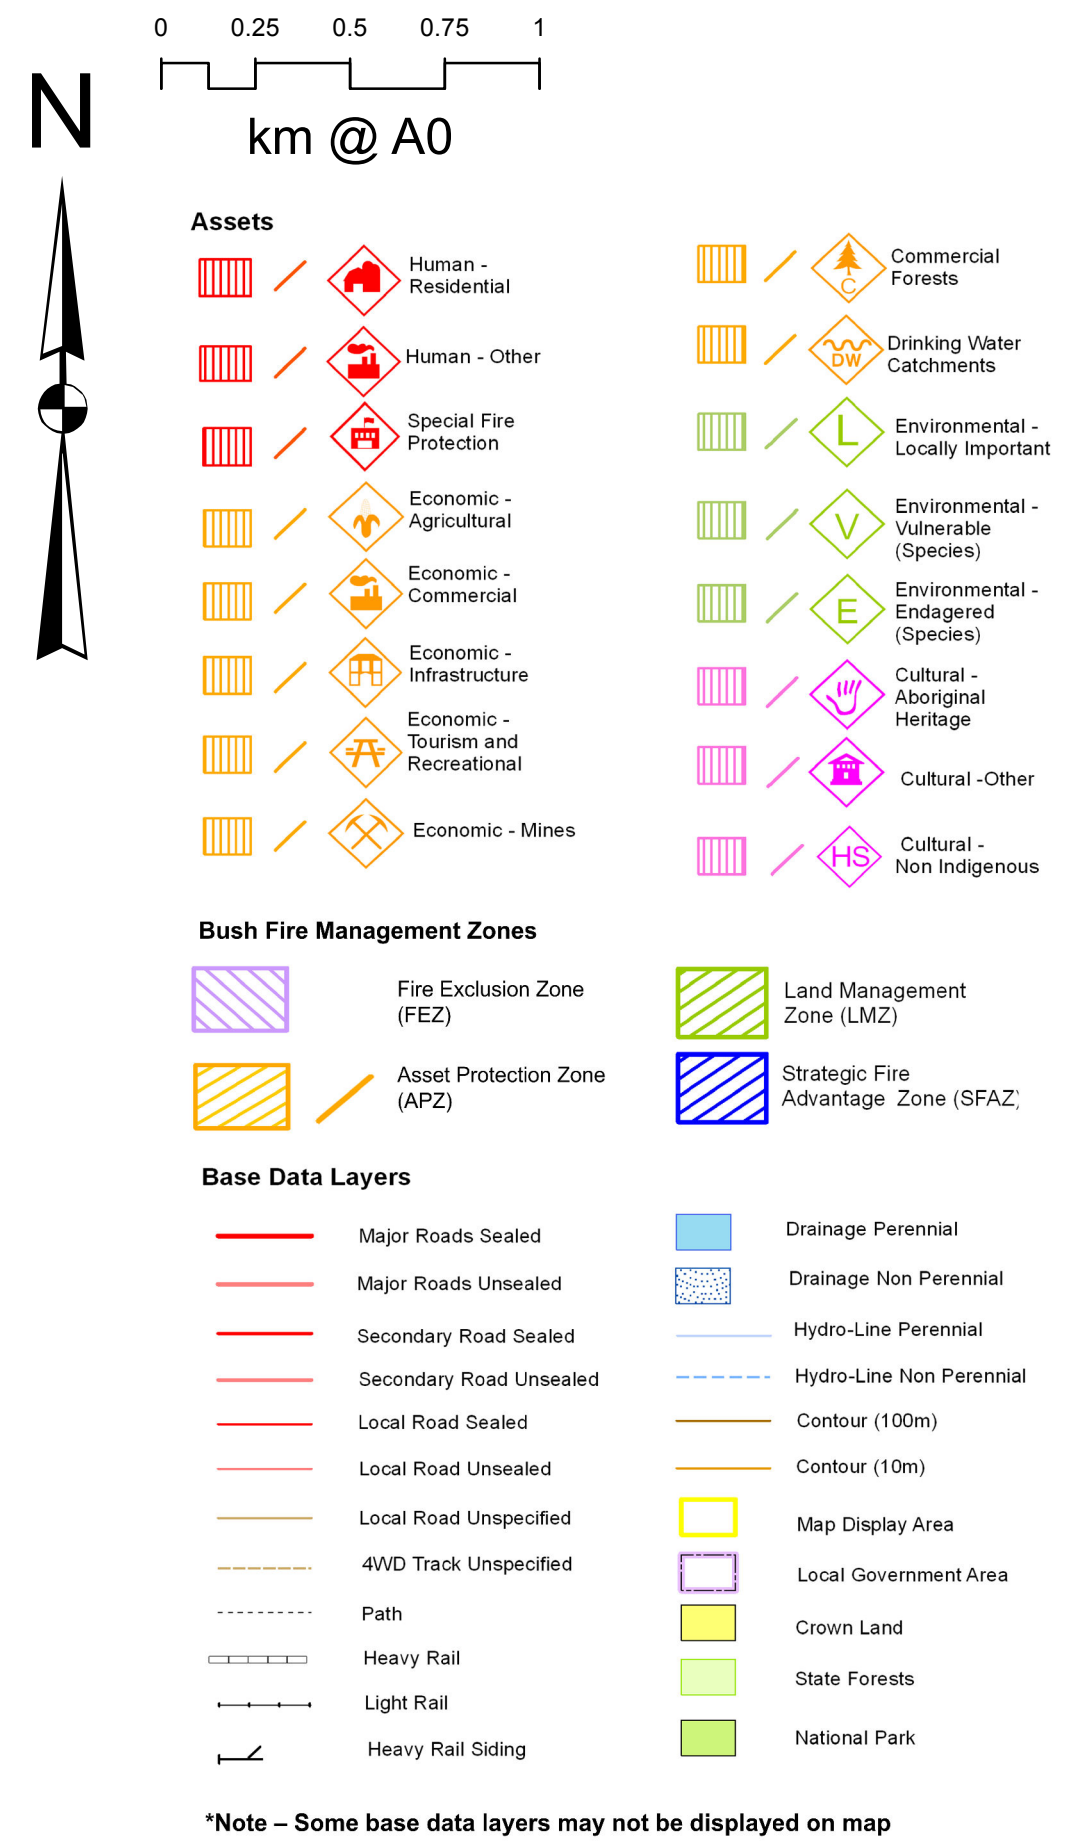 0 0.25 0.5 0.75 1
N
km @ A0
Assets
Human -
Residential
Human - Other
Special Fire
Protection
Economic -
Agricultural
Economic -
Commercial
Economic -
Infrastructure
Economic -
Tourism and
Recreational
Economic - Mines
C
Commercial
Forests
DW
Drinking Water
Catchments
L
Environmental -
Locally Important
V
Environmental -
Vulnerable
(Species)
E
Environmental -
Endagered
(Species)
Cultural -
Aboriginal
Heritage
Cultural -Other
HS
Cultural -
Non Indigenous
Bush Fire Management Zones
Fire Exclusion Zone
(FEZ)
Asset Protection Zone
(APZ)
Land Management
Zone (LMZ)
Strategic Fire
Advantage Zone (SFAZ)
Base Data Layers
Major Roads Sealed
Major Roads Unsealed
Secondary Road Sealed
Secondary Road Unsealed
Local Road Sealed
Local Road Unsealed
Local Road Unspecified
4WD Track Unspecified
Path
Heavy Rail
Light Rail
Heavy Rail Siding
Drainage Perennial
Drainage Non Perennial
Hydro-Line Perennial
Hydro-Line Non Perennial
Contour (100m)
Contour (10m)
Map Display Area
Local Government Area
Crown Land
State Forests
National Park
*Note – Some base data layers may not be displayed on map